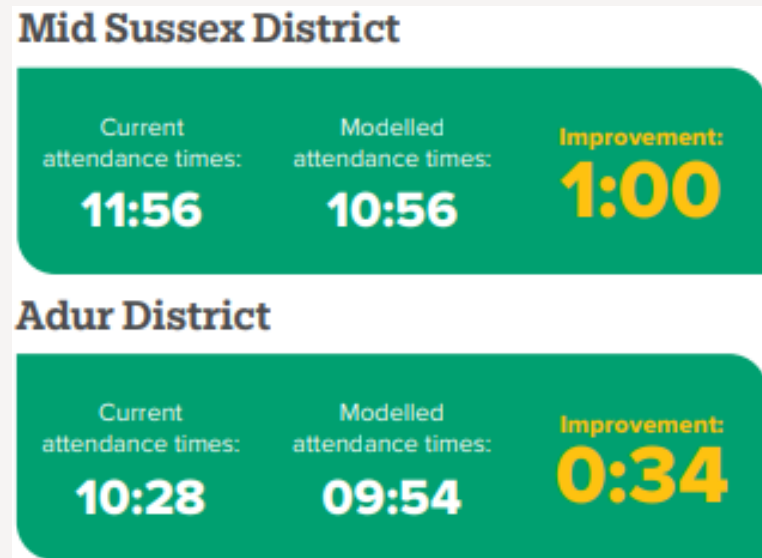 Mid Sussex District
Current
attendance times:
11:56
Modelled
attendance times:
10:56
Improvement:
1:00
Adur District
Current
attendance times:
10:28
Modelled
attendance times:
09:54
Improvement:
0:34